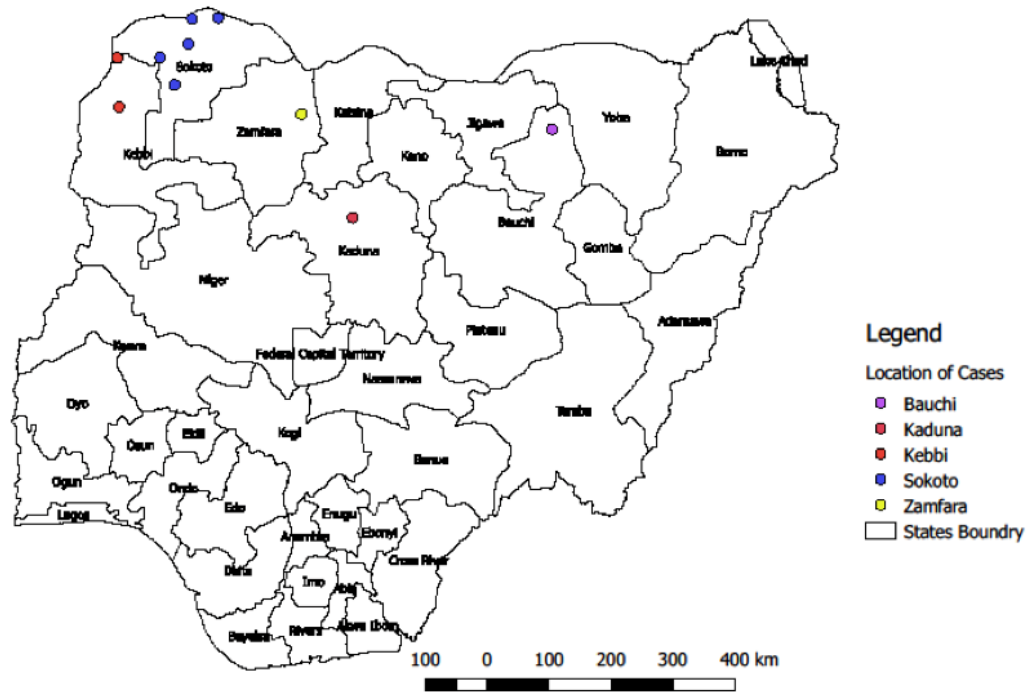 Lake Chad
Sokoto
Katsina
Jigawa
Yobe
Zamfara
Borno
Kebbi
Kano
Bauchi
Gombe
Kaduna
Niger
Adamawa
Plateau
Federal Capital Territory
Kwara
Nassarawa
Oyo
Taraba
Ekiti
Osun
Kogi
Benue
Ogun
Ondo
Edo
Lagos
Enugu
Ebonyi
Anambra
Cross River
Delta
Imo
Abia
Bayelsa
Rivers
Akwa Ibom
Legend
Location of Cases
Bauchi
Kaduna
Kebbi
Sokoto
Zamfara
States Boundry
100 0 100 200 300 400 km